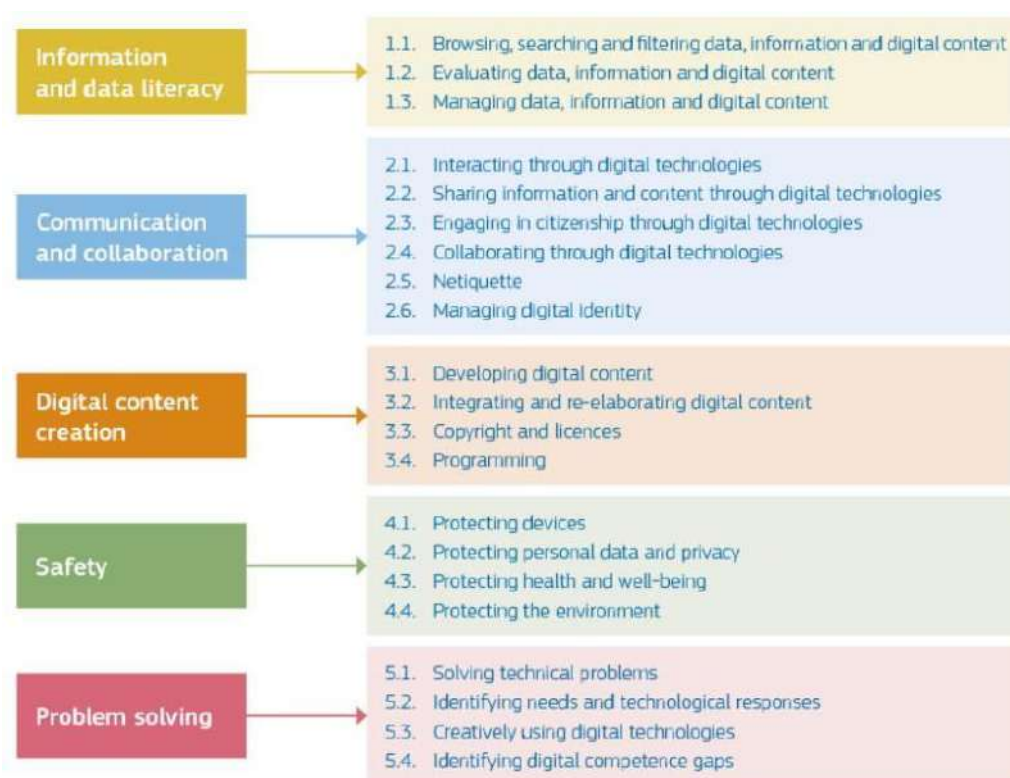 Information
and data literacy
1.1. Browsing, searching and filtering data, information and digital content
1.2. Evaluating data, information and digital content
1.3. Managing data, information and digital content
Communication
and collaboration
2.1. Interacting through digital technologies
2.2. Sharing information and content through digital technologies
2.3. Engaging in citizenship through digital technologies
2.4. Collaborating through digital technologies
2.5. Netiquette
2.6. Managing digital identity
Digital content
creation
3.1. Developing digital content
3.2. Integrating and re-elaborating digital content
3.3. Copyright and licences
3.4. Programming
Safety
4.1. Protecting devices
4.2. Protecting personal data and privacy
4.3. Protecting health and well-being
4.4. Protecting the environment
Problem solving
5.1. Solving technical problems
5.2. Identifying needs and technological responses
5.3. Creatively using digital technologies
5.4. Identifying digital competence gaps